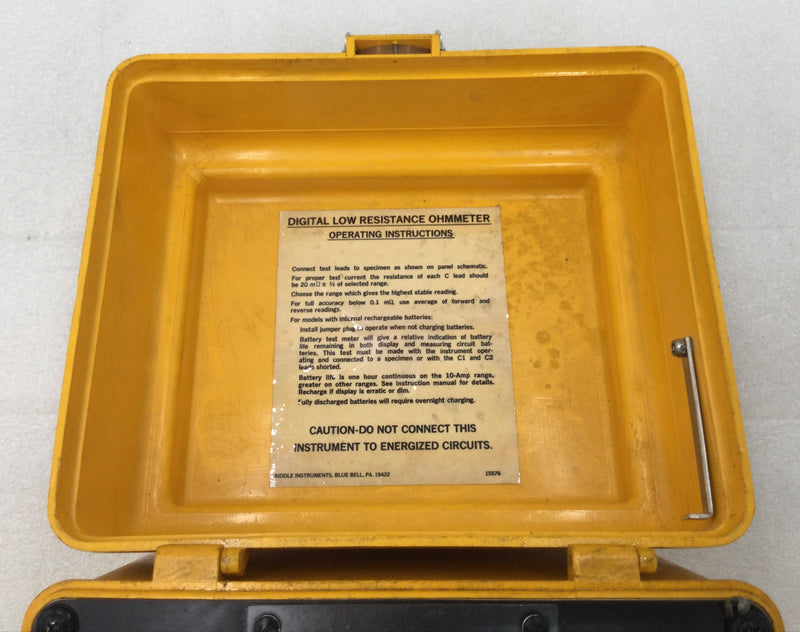 DIGITAL LOW RESISTANCE OHMMETER
OPERATING INSTRUCTIONS
Connect test leads to specimen as shown on panel schematic.
For proper test current the resistance of each C lead should
be 20 mΩ ± ½ of selected range.
Choose the range which gives the highest stable reading.
For full accuracy below 0.1 mΩ, use average of forward and
reverse readings.
For models with internal rechargeable batteries:
Install jumper plug to operate when not charging batteries.
Battery test meter will give a relative indication of battery
life remaining in both display and measuring circuit bat-
teries. This test must be made with the instrument oper-
ating and connected to a specimen or with the C1 and C2
leads shorted.
Battery life is one hour continuous on the 10-Amp range,
greater on other ranges. See instruction manual for details.
Recharge if display is erratic or dim.
Fully discharged batteries will require overnight charging.
CAUTION-DO NOT CONNECT THIS
INSTRUMENT TO ENERGIZED CIRCUITS.
BIDDLE INSTRUMENTS, BLUE BELL, PA. 19422 15576